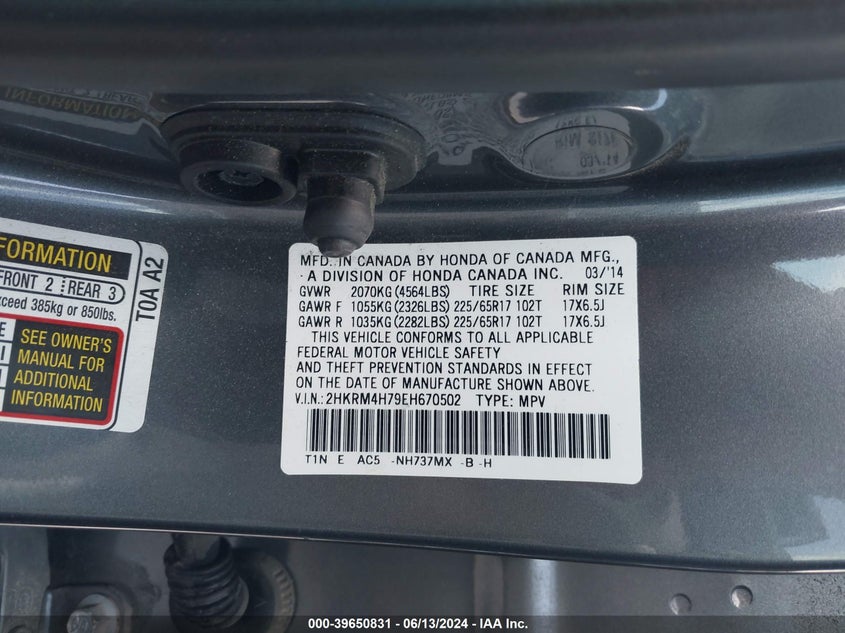 INFORMATION
FORMATION
FRONT 2 REAR 3
xceed 385kg or 850lbs.
SEE OWNER'S
MANUAL FOR
ADDITIONAL
INFORMATION
TOA A2
MFD. IN CANADA BY HONDA OF CANADA MFG.,
A DIVISION OF HONDA CANADA INC. 03/'14
GVWR 2070KG(4564LBS) TIRE SIZE RIM SIZE
GAWR F 1055KG(2326LBS) 225/65R17 102T 17X6.5J
GAWR R 1035KG(2282LBS) 225/65R17 102T 17X6.5J
THIS VEHICLE CONFORMS TO ALL APPLICABLE
FEDERAL MOTOR VEHICLE SAFETY
AND THEFT PREVENTION STANDARDS IN EFFECT
ON THE DATE OF MANUFACTURE SHOWN ABOVE.
V.I.N.: 2HKRM4H79EH670502 TYPE: MPV
T1N E AC5 -NH737MX -B -H
000-39650831 - 06/13/2024 - IAA Inc.